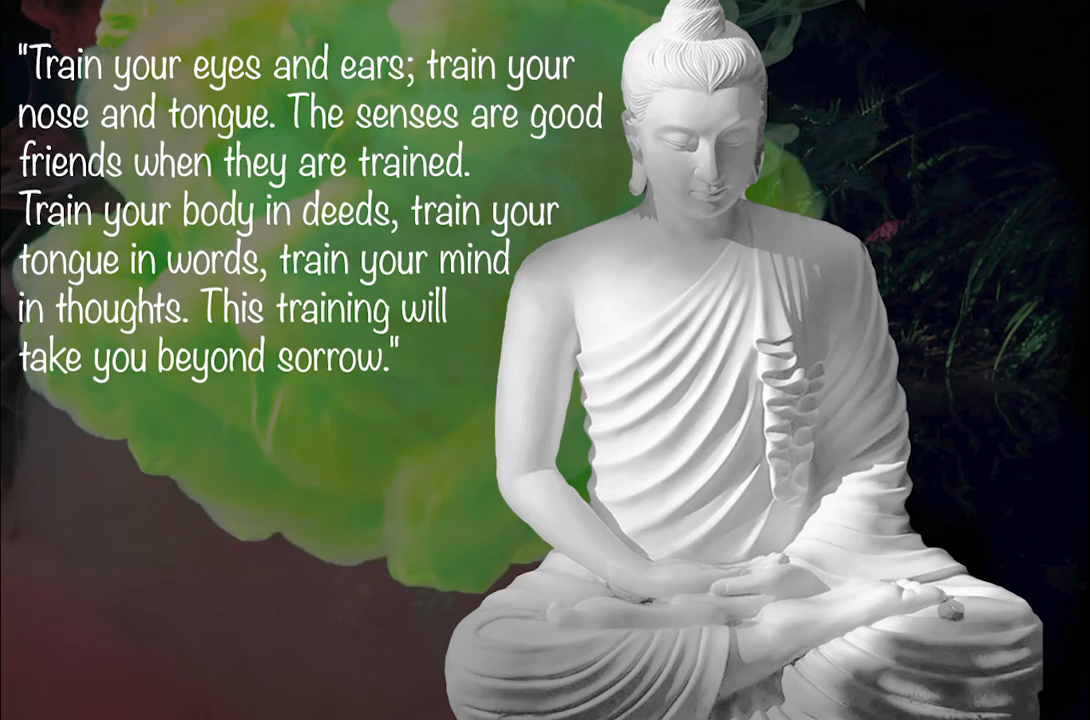 "Train your eyes and ears; train your
nose and tongue. The senses are good
friends when they are trained.
Train your body in deeds, train your
tongue in words, train your mind
in thoughts. This training will
take you beyond sorrow."